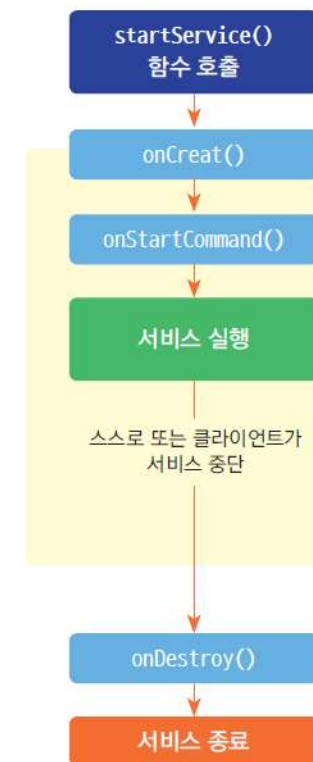 startService()
함수 호출
onCreat()
onStartCommand()
서비스 실행
스스로 또는 클라이언트가
서비스 중단
onDestroy()
서비스 종료